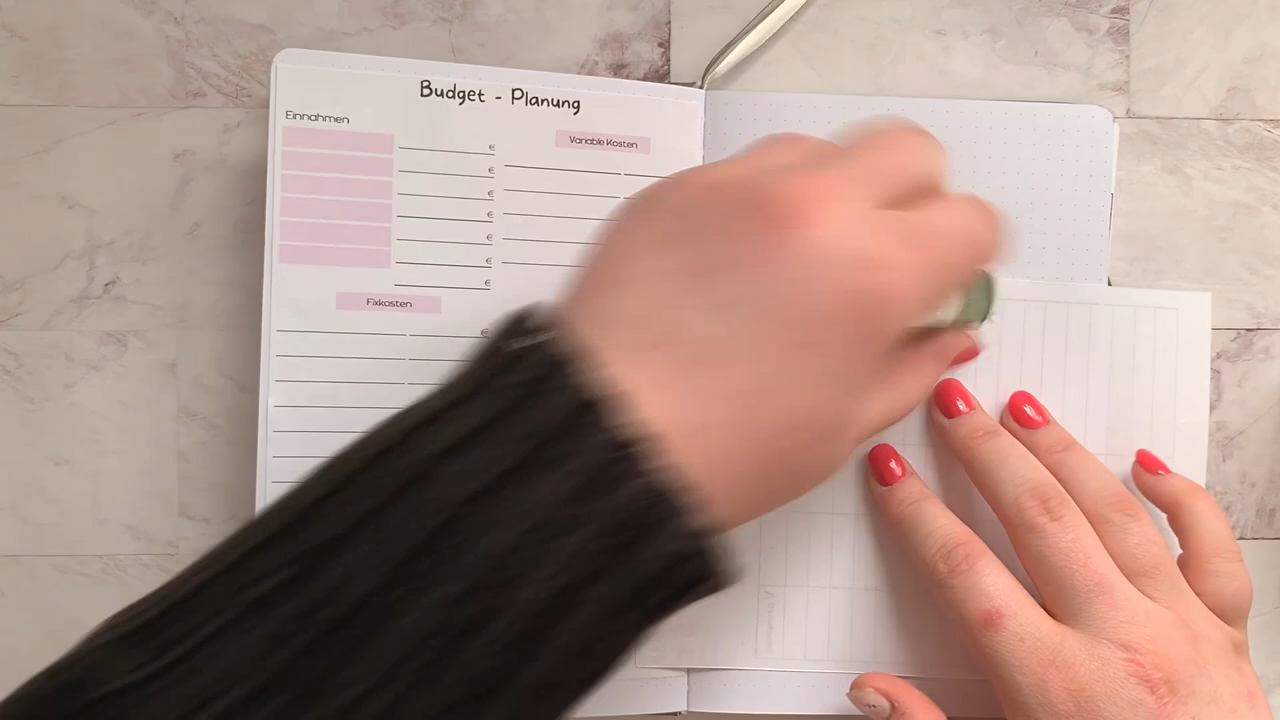 Budget - Planung
Einnahmen
Variable Kosten
€
€
€
€
€
€
€
Fixkosten
€